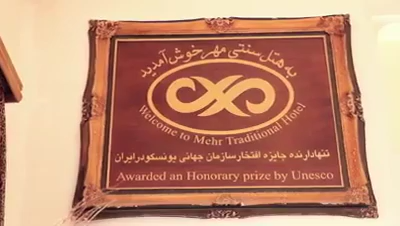 به هتل سنتی مهر خوش آمدید
Welcome to Mehr Traditional Hotel
تنها دارنده جایزه افتخار سازمان جهانی یونسکو در ایران
Awarded an Honorary prize by Unesco